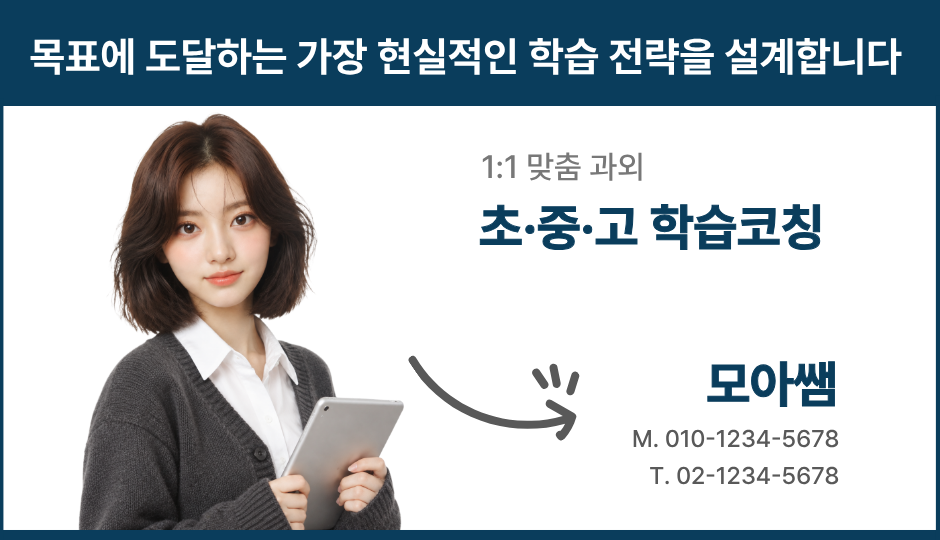 목표에 도달하는 가장 현실적인 학습 전략을 설계합니다
1:1 맞춤 과외
초·중·고 학습코칭
모아쌤
M. 010-1234-5678
T. 02-1234-5678